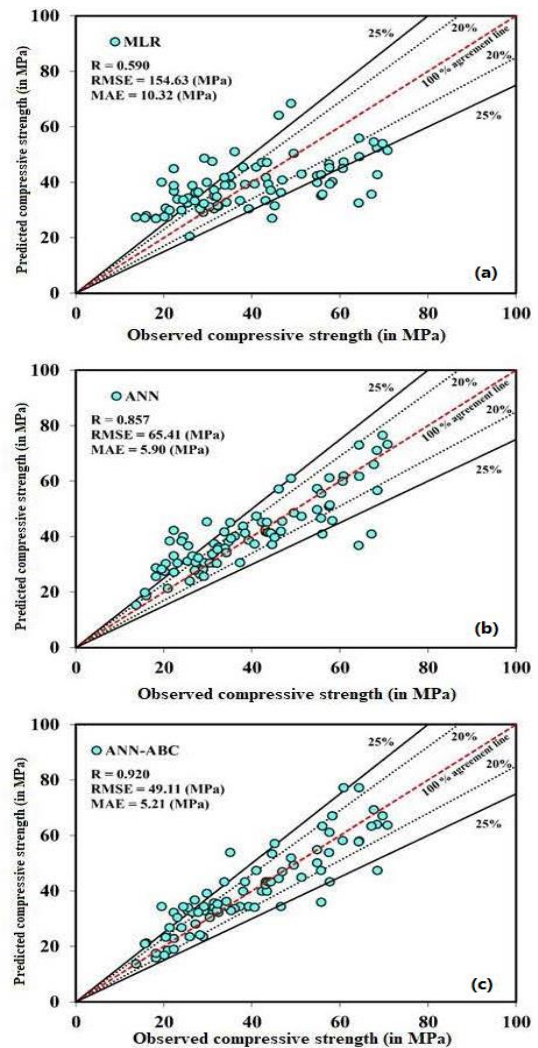 100
80
60
40
20
0
Predicted compressive strength (in MPa)
MLR
R = 0.590
RMSE = 154.63 (MPa)
MAE = 10.32 (MPa)
25%
20%
100 % agreement line
20%
25%
(a)
0 20 40 60 80 100
Observed compressive strength (in MPa)
100
80
60
40
20
0
Predicted compressive strength (in MPa)
ANN
R = 0.857
RMSE = 65.41 (MPa)
MAE = 5.90 (MPa)
25%
20%
100 % agreement line
20%
25%
(b)
0 20 40 60 80 100
Observed compressive strength (in MPa)
100
80
60
40
20
0
Predicted compressive strength (in MPa)
ANN-ABC
R = 0.920
RMSE = 49.11 (MPa)
MAE = 5.21 (MPa)
25%
20%
100 % agreement line
20%
25%
(c)
0 20 40 60 80 100
Observed compressive strength (in MPa)